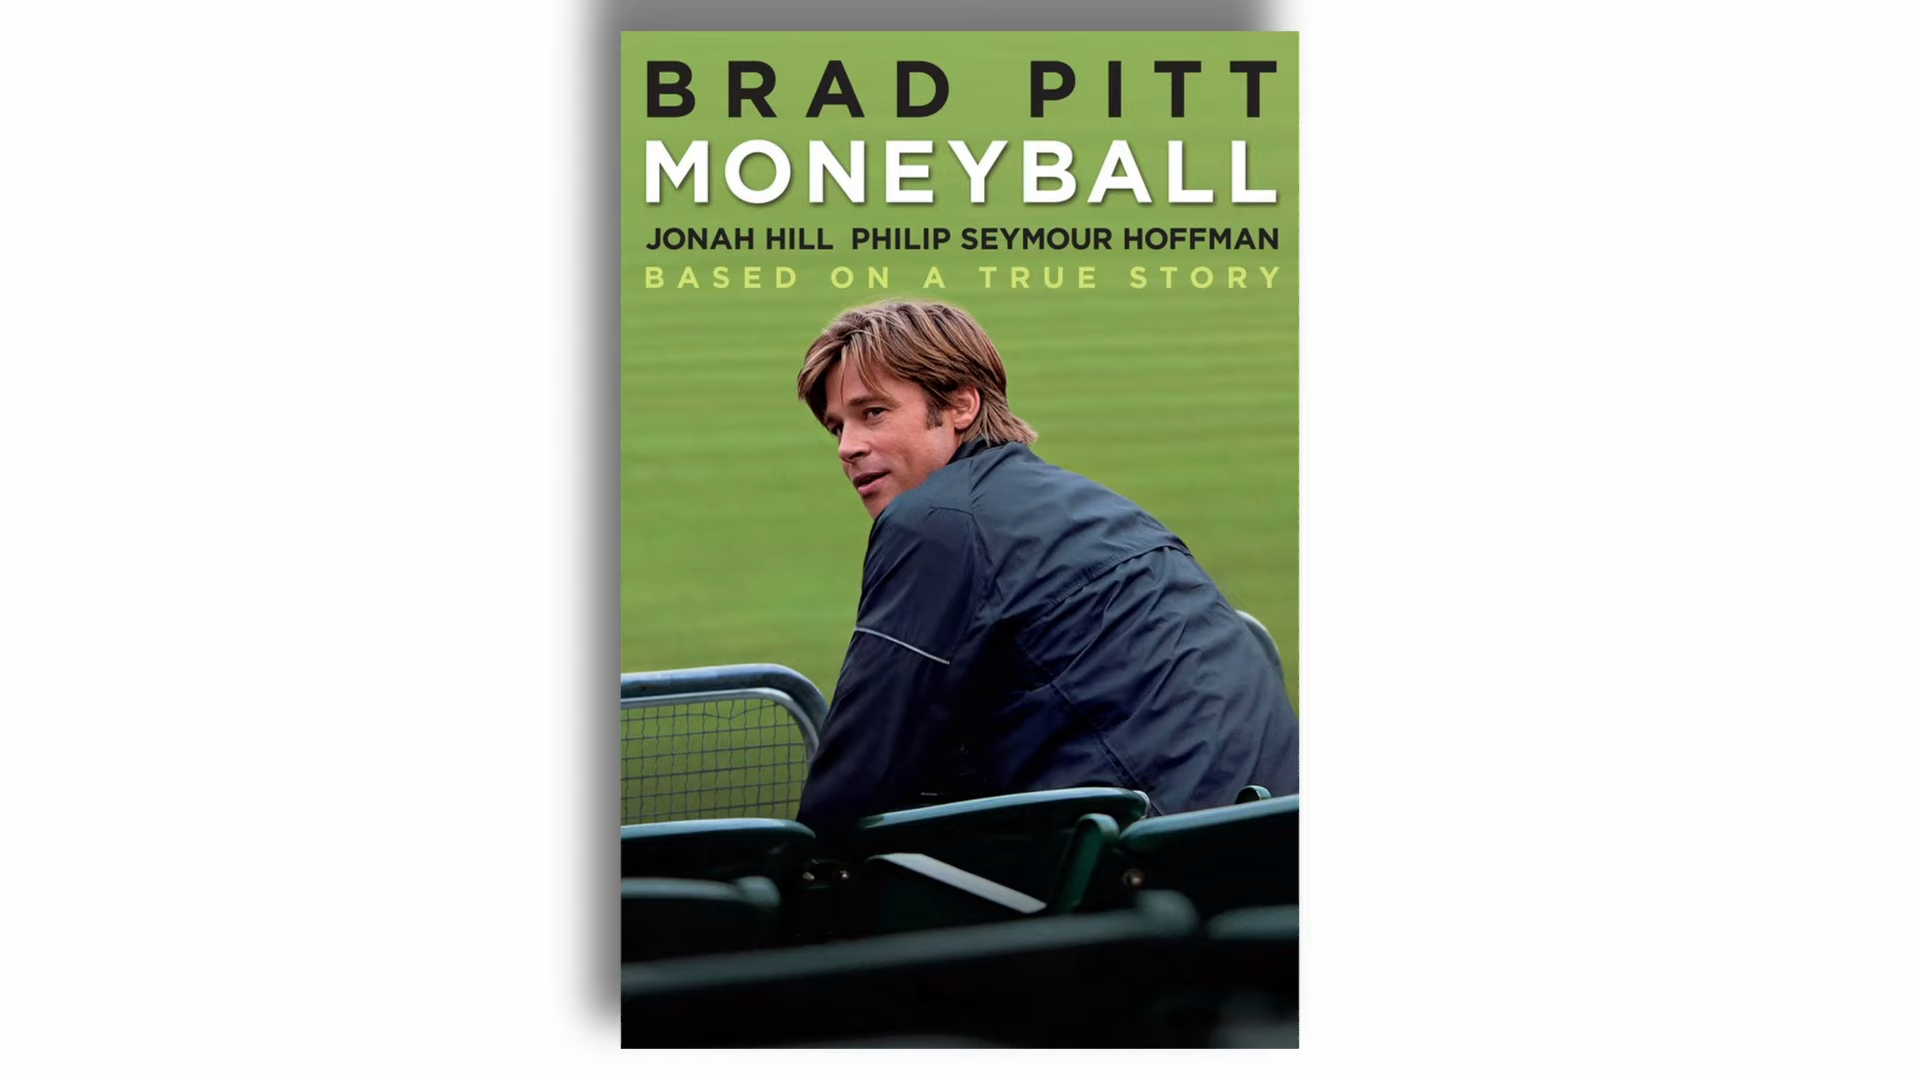 BRAD PITT
MONEYBALL
JONAH HILL PHILIP SEYMOUR HOFFMAN
BASED ON A TRUE STORY